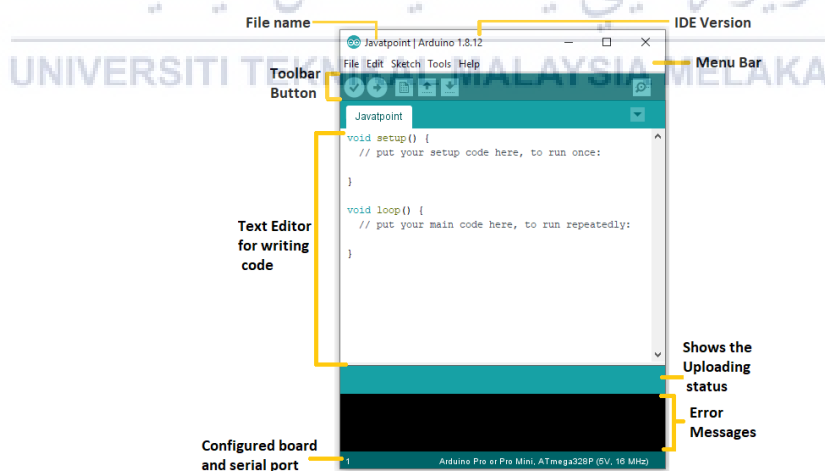 File name
IDE Version
Javatpoint | Arduino 1.8.12
File Edit Sketch Tools Help
Menu Bar
UNIVERSITI TEKNIKAL MALAYSIA MELAKA
Toolbar
Button
Javatpoint
void setup() {
// put your setup code here, to run once:
}
void loop() {
// put your main code here, to run repeatedly:
}
Text Editor
for writing
code
Shows the
Uploading
status
Error
Messages
Configured board
and serial port
1
Arduino Pro or Pro Mini, ATmega328P (5V, 16 MHz)